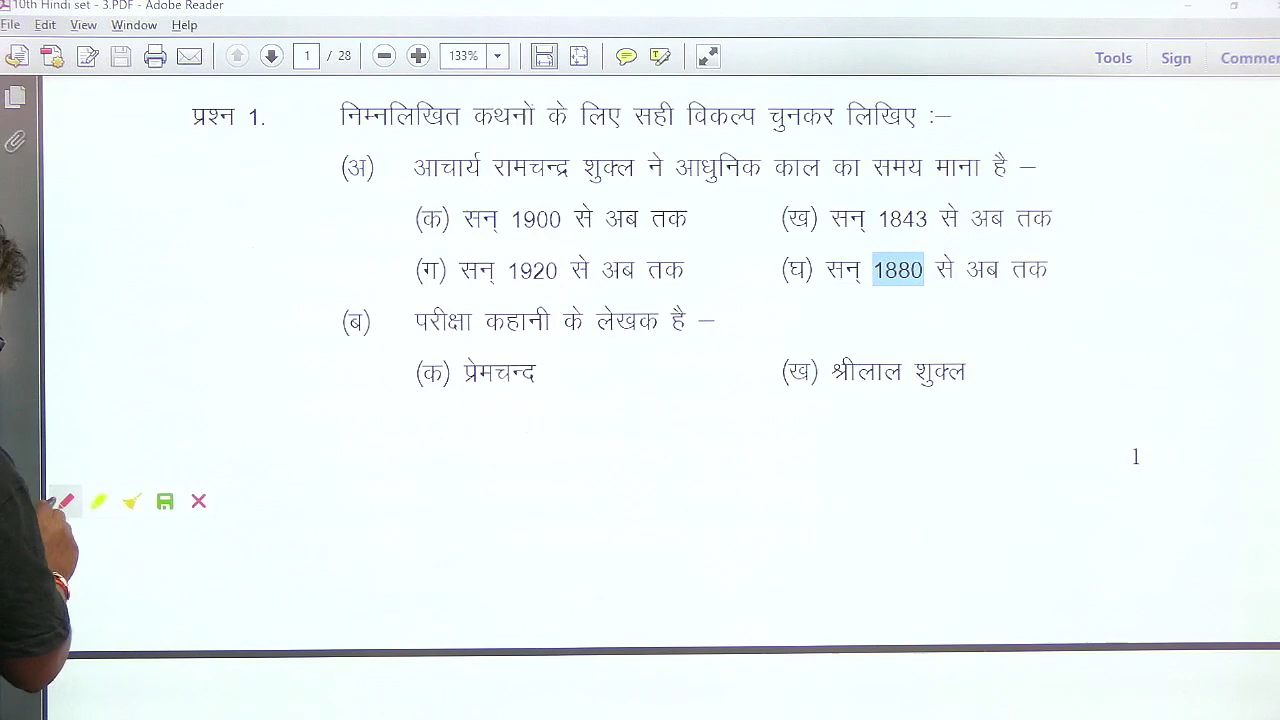 10th Hindi set - 3.PDF - Adobe Reader
File Edit View Window Help
1 / 28 133% Tools Sign Commer
प्रश्न 1. निम्नलिखित कथनों के लिए सही विकल्प चुनकर लिखिए :–
(अ) आचार्य रामचन्द्र शुक्ल ने आधुनिक काल का समय माना है –
(क) सन् 1900 से अब तक (ख) सन् 1843 से अब तक
(ग) सन् 1920 से अब तक (घ) सन् 1880 से अब तक
(ब) परीक्षा कहानी के लेखक है –
(क) प्रेमचन्द (ख) श्रीलाल शुक्ल
1